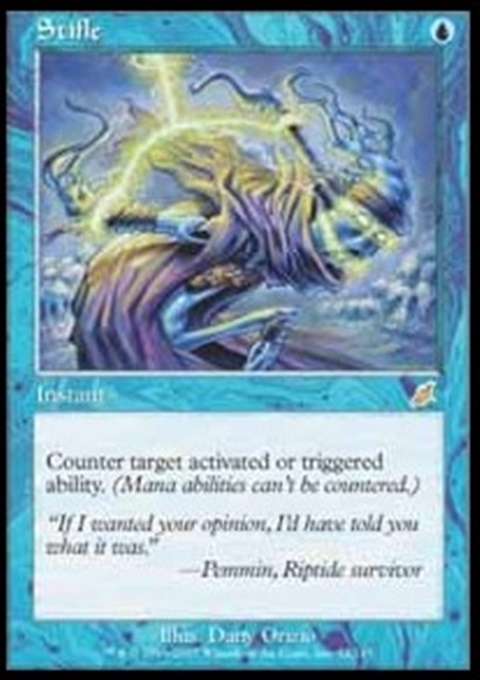 Stifle
Instant
Counter target activated or triggered
ability. (Mana abilities can't be countered.)
"If I wanted your opinion, I'd have told you
what it was."
—Pemmin, Riptide survivor
Illus. Dany Orizio